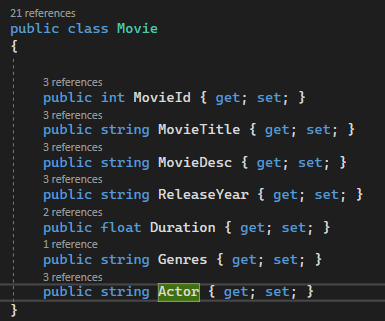 21 references
public class Movie
{
3 references
public int MovieId { get; set; }
3 references
public string MovieTitle { get; set; }
3 references
public string MovieDesc { get; set; }
3 references
public string ReleaseYear { get; set; }
2 references
public float Duration { get; set; }
1 reference
public string Genres { get; set; }
3 references
public string Actor { get; set; }
}